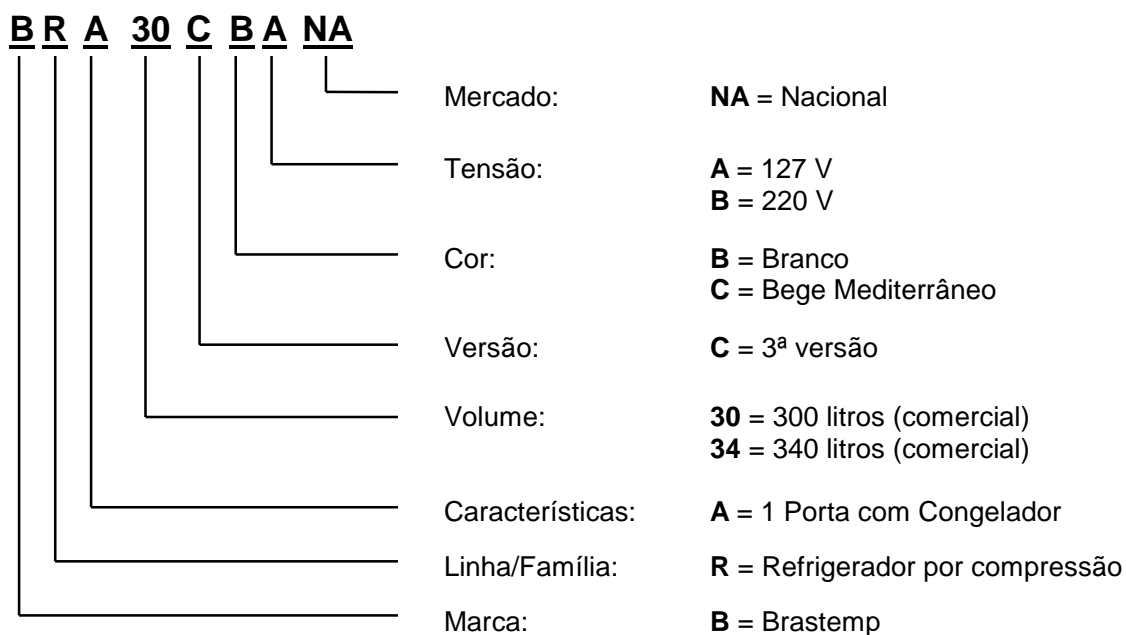 B R A 30 C B A NA
Mercado: NA = Nacional
Tensão: A = 127 V
B = 220 V
Cor: B = Branco
C = Bege Mediterrâneo
Versão: C = 3ª versão
Volume: 30 = 300 litros (comercial)
34 = 340 litros (comercial)
Características: A = 1 Porta com Congelador
Linha/Família: R = Refrigerador por compressão
Marca: B = Brastemp